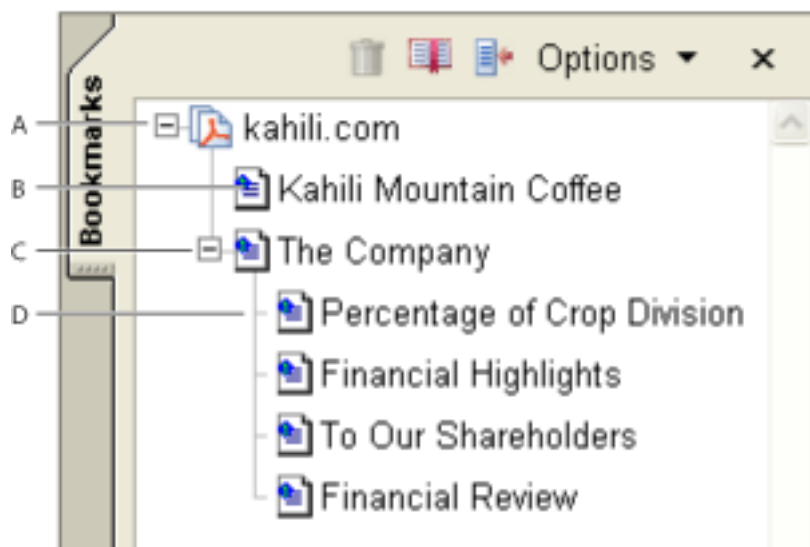 Options
Bookmarks
A
kahili.com
B
Kahili Mountain Coffee
C
The Company
D
Percentage of Crop Division
Financial Highlights
To Our Shareholders
Financial Review